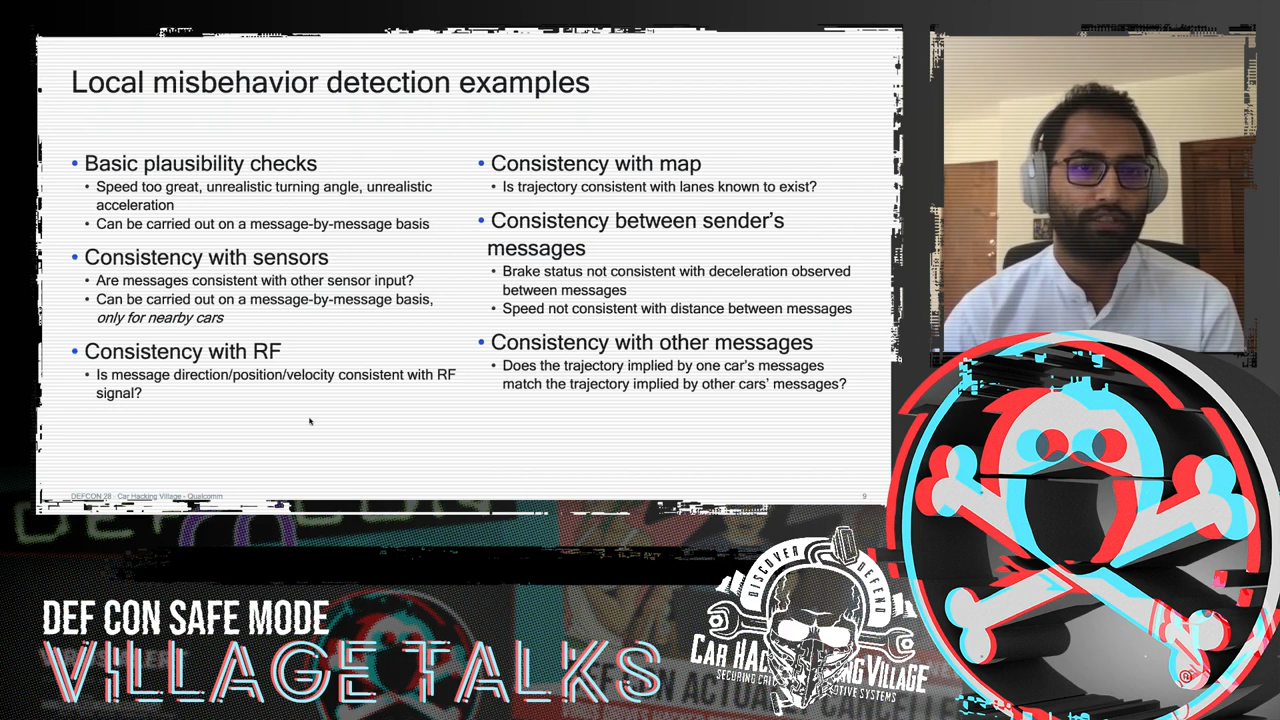 Local misbehavior detection examples
• Basic plausibility checks
• Speed too great, unrealistic turning angle, unrealistic
acceleration
• Can be carried out on a message-by-message basis
• Consistency with sensors
• Are messages consistent with other sensor input?
• Can be carried out on a message-by-message basis,
only for nearby cars
• Consistency with RF
• Is message direction/position/velocity consistent with RF
signal?
• Consistency with map
• Is trajectory consistent with lanes known to exist?
• Consistency between sender's
messages
• Brake status not consistent with deceleration observed
between messages
• Speed not consistent with distance between messages
• Consistency with other messages
• Does the trajectory implied by one car's messages
match the trajectory implied by other cars' messages?
DEFCON 28 Car Hacking Village - Qualcomm
9
DEF CON SAFE MODE
VILLAGE TALKS
DISCOVER
DEFEND
CAR
VILLAGE
SECURING
SYSTEMS
®